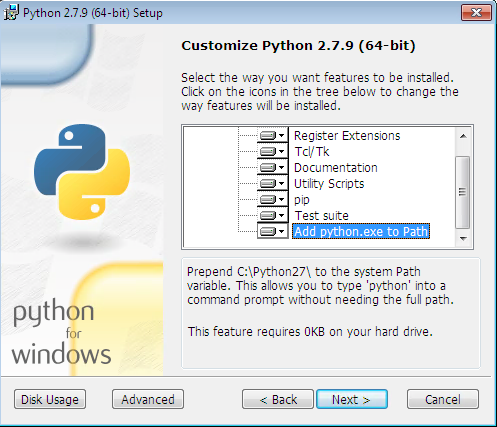 Python 2.7.9 (64-bit) Setup
Customize Python 2.7.9 (64-bit)
Select the way you want features to be installed.
Click on the icons in the tree below to change the
way features will be installed.
Register Extensions
Tcl/Tk
Documentation
Utility Scripts
pip
Test suite
Add python.exe to Path
Prepend C:\Python27\ to the system Path
variable. This allows you to type 'python' into a
command prompt without needing the full path.
This feature requires 0KB on your hard drive.
python
for
windows
Disk Usage
Advanced
< Back
Next >
Cancel